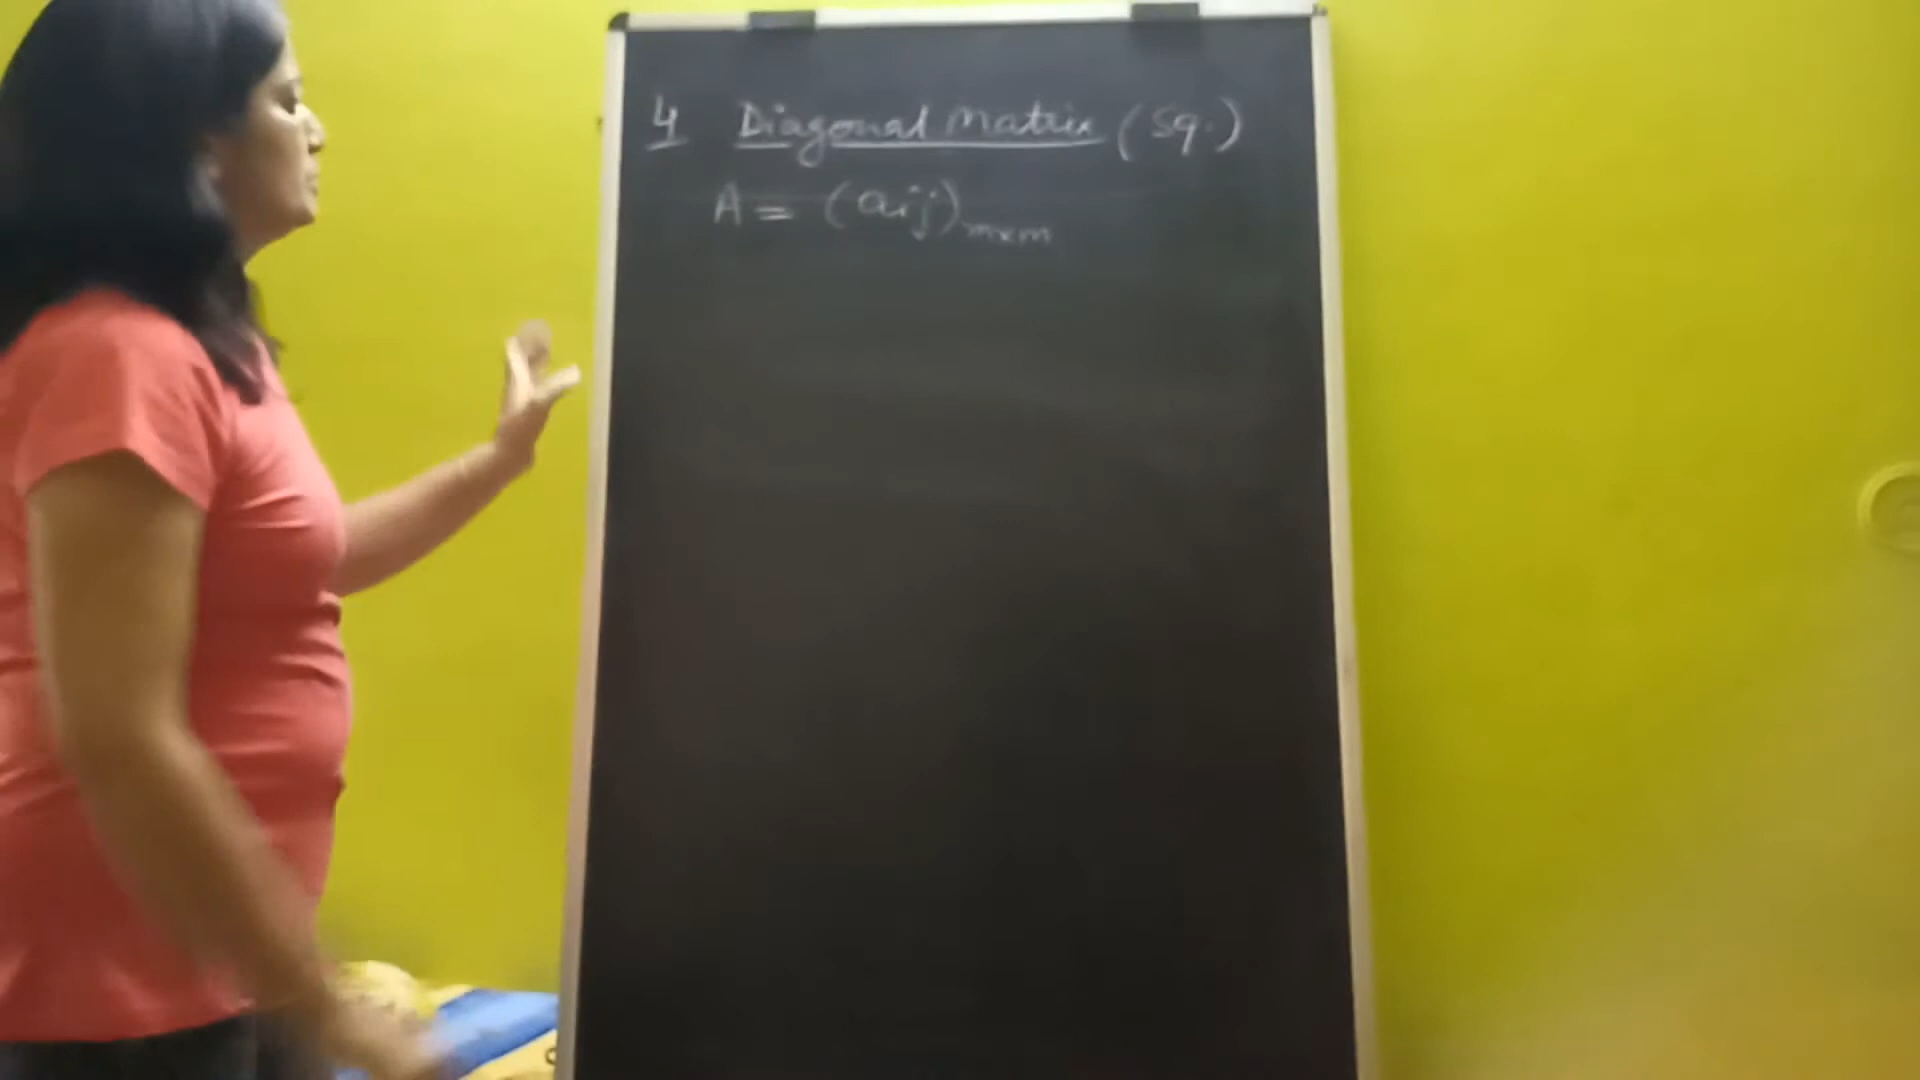 4 Diagonal Matrix (Sq.)
A = (aij)mxm